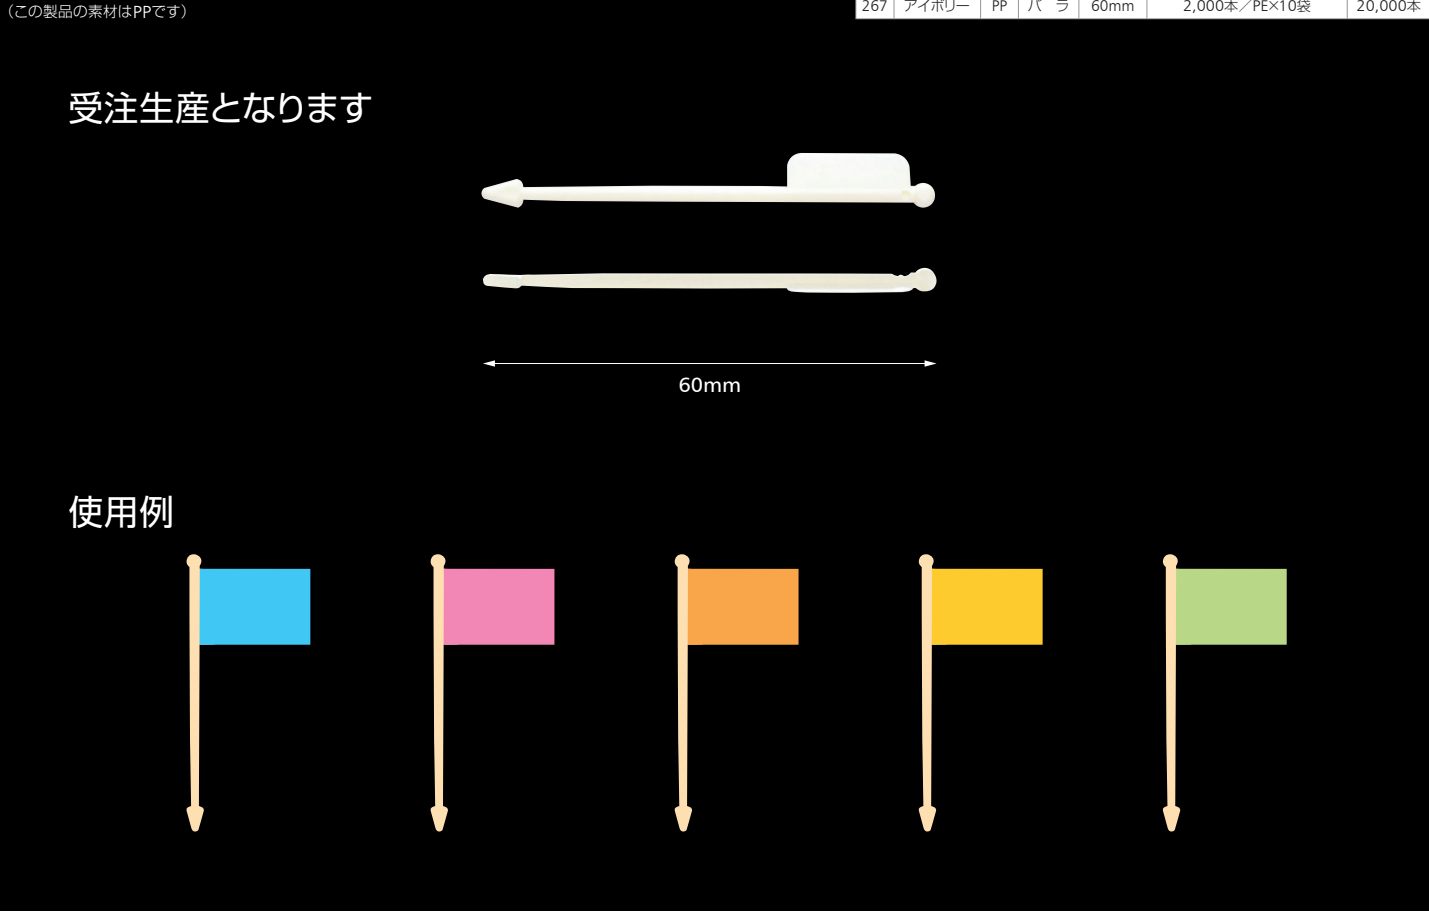 （この製品の素材はPPです）
267 アイボリー PP バ　ラ 60mm 2,000本／PE×10袋 20,000本
受注生産となります
60mm
使用例